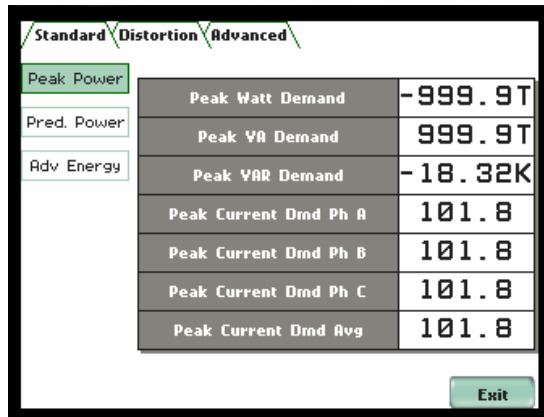 Standard Distortion Advanced
Peak Power
Pred. Power
Adv Energy
Peak Watt Demand -999.9T
Peak VA Demand 999.9T
Peak VAR Demand -18.32K
Peak Current Dmd Ph A 101.8
Peak Current Dmd Ph B 101.8
Peak Current Dmd Ph C 101.8
Peak Current Dmd Avg 101.8
Exit